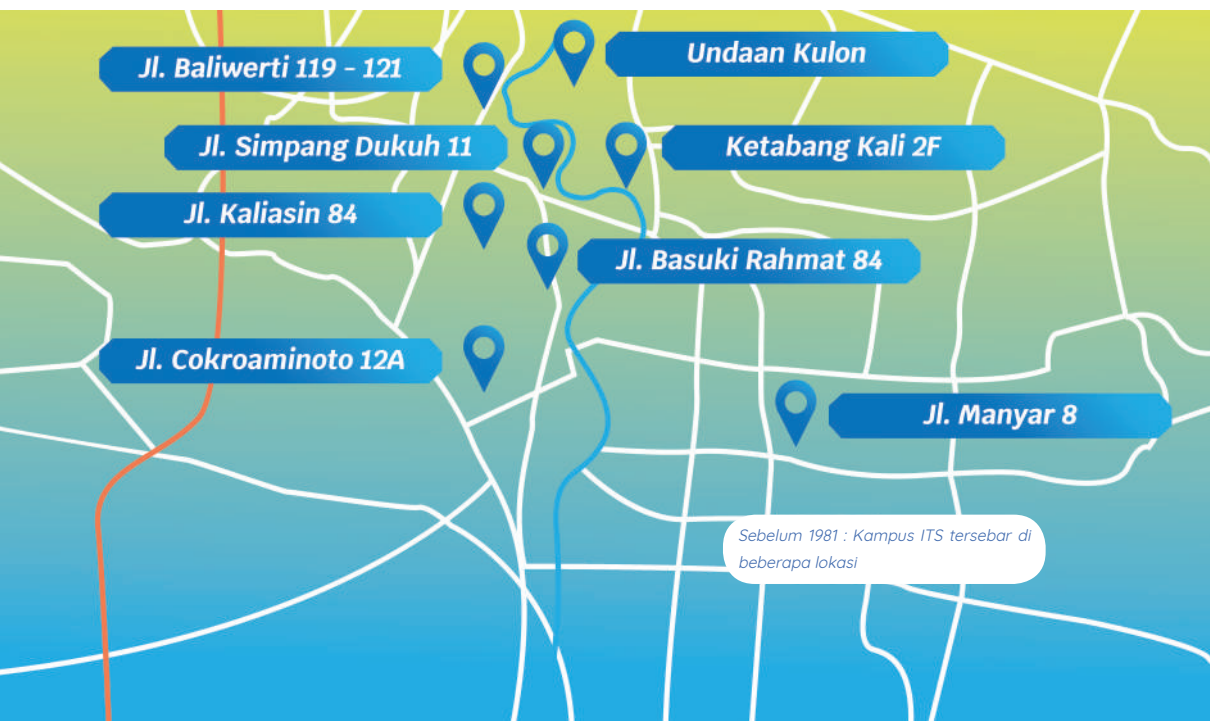 Jl. Baliwerti 119 - 121
Undaan Kulon
Jl. Simpang Dukuh 11
Ketabang Kali 2F
Jl. Kaliasin 84
Jl. Basuki Rahmat 84
Jl. Cokroaminoto 12A
Jl. Manyar 8
Sebelum 1981 : Kampus ITS tersebar di
beberapa lokasi